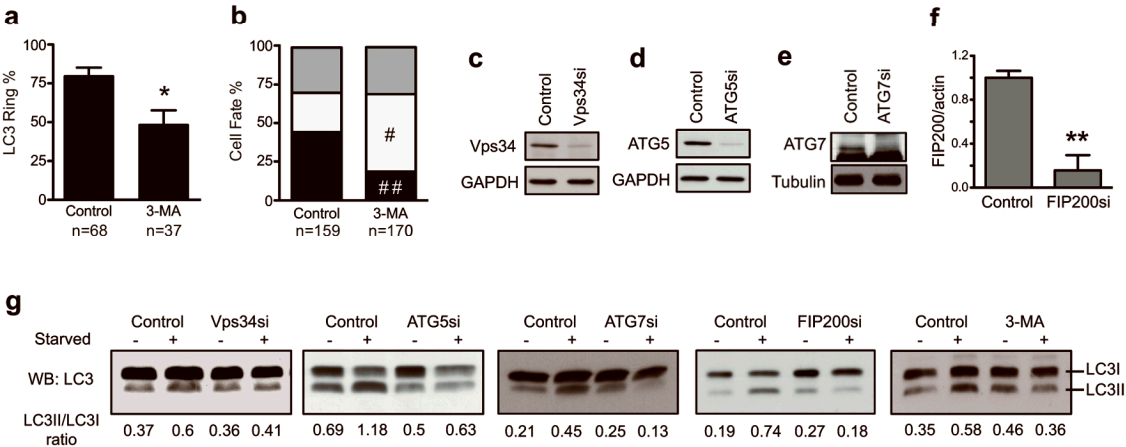 a
LC3 Ring %
100
75
50
25
0
*
Control
n=68
3-MA
n=37
b
Cell Fate %
100
75
50
25
0
#
##
Control
n=159
3-MA
n=170
c
Control
Vps34si
Vps34
GAPDH
d
Control
ATG5si
ATG5
GAPDH
e
Control
ATG7si
ATG7
Tubulin
f
FIP200/actin
1.2
0.8
0.4
0.0
**
Control
FIP200si
g
Control Vps34si Control ATG5si Control ATG7si Control FIP200si Control 3-MA
Starved - + - + - + - + - + - + - + - + - + - +
WB: LC3
LC3I
LC3II
LC3II/LC3I
ratio
0.37 0.6 0.36 0.41 0.69 1.18 0.5 0.63 0.21 0.45 0.25 0.13 0.19 0.74 0.27 0.18 0.35 0.58 0.46 0.36